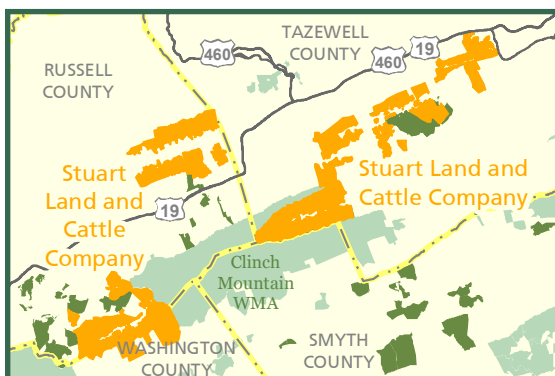 TAZEWELL
COUNTY
460
19
460
RUSSELL
COUNTY
Stuart
Land and
Cattle
Company
Stuart Land and
Cattle Company
19
Clinch
Mountain
WMA
WASHINGTON
COUNTY
SMYTH
COUNTY